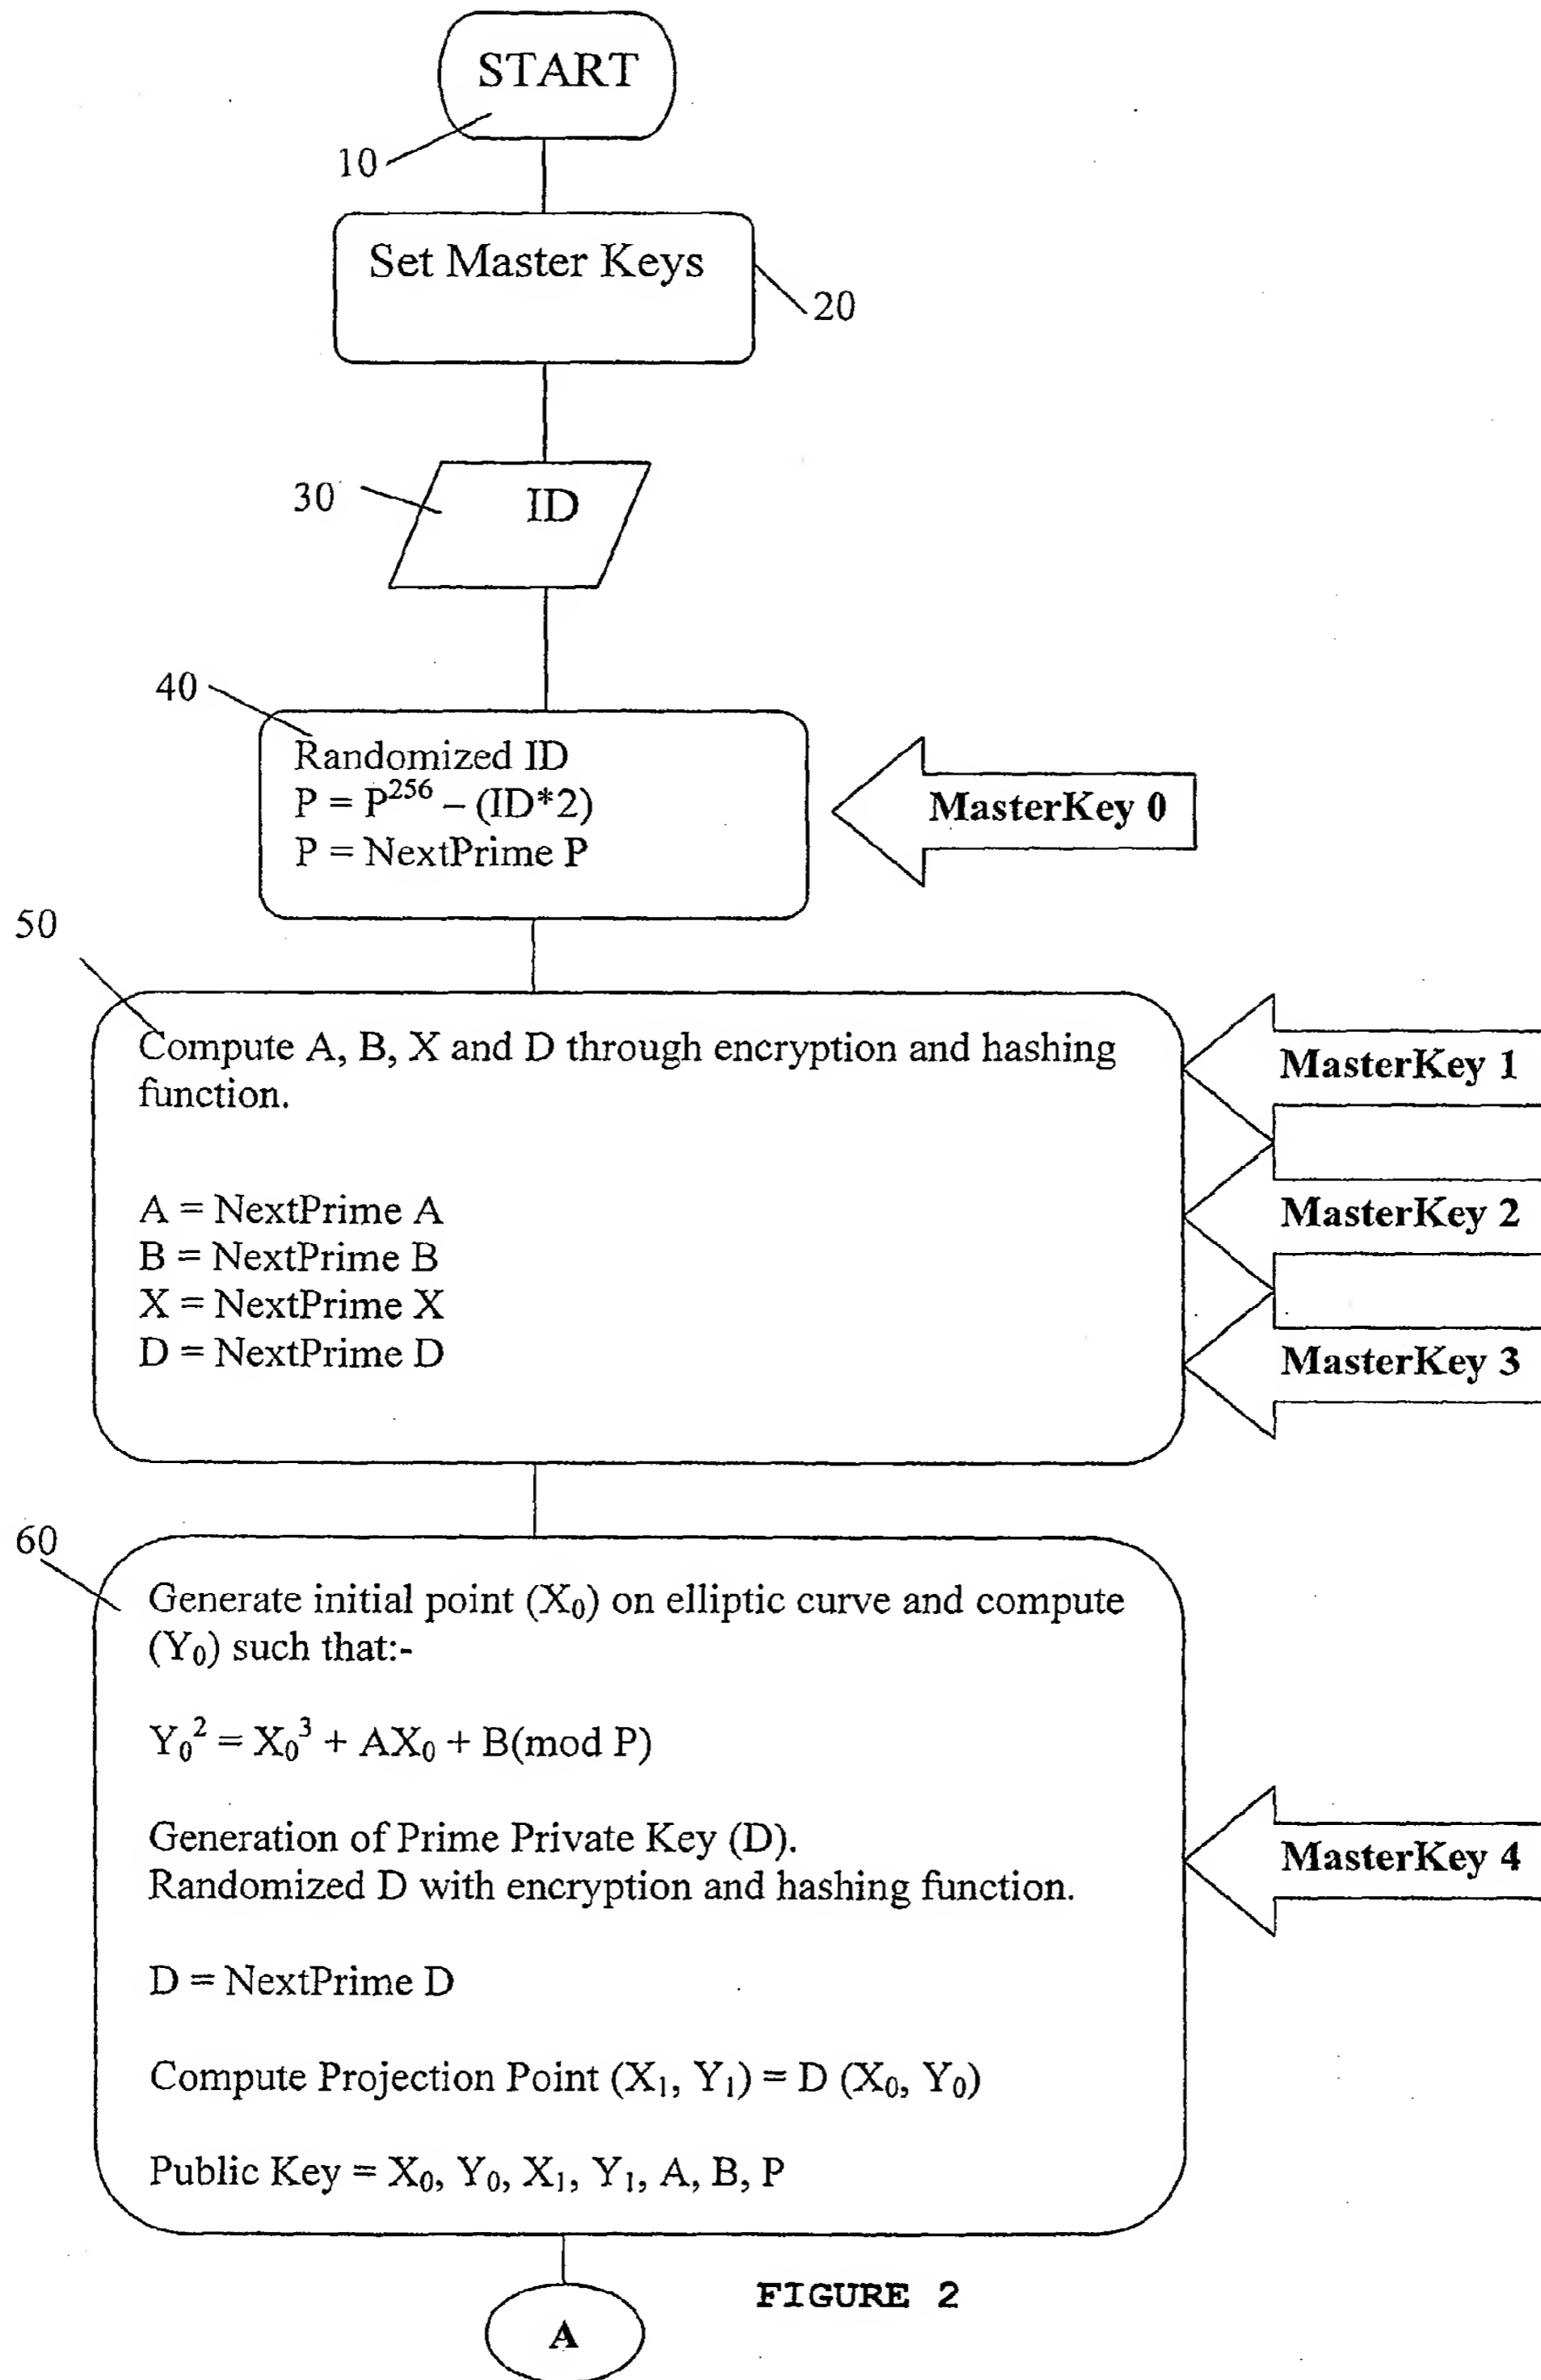 START
10
Set Master Keys
20
30
ID
40
Randomized ID
P = P²⁵⁶ – (ID*2)
P = NextPrime P
MasterKey 0
50
Compute A, B, X and D through encryption and hashing
function.
A = NextPrime A
B = NextPrime B
X = NextPrime X
D = NextPrime D
MasterKey 1
MasterKey 2
MasterKey 3
60
Generate initial point (X₀) on elliptic curve and compute
(Y₀) such that:-
Y₀² = X₀³ + AX₀ + B(mod P)
Generation of Prime Private Key (D).
Randomized D with encryption and hashing function.
D = NextPrime D
Compute Projection Point (X₁, Y₁) = D (X₀, Y₀)
Public Key = X₀, Y₀, X₁, Y₁, A, B, P
MasterKey 4
FIGURE 2
A